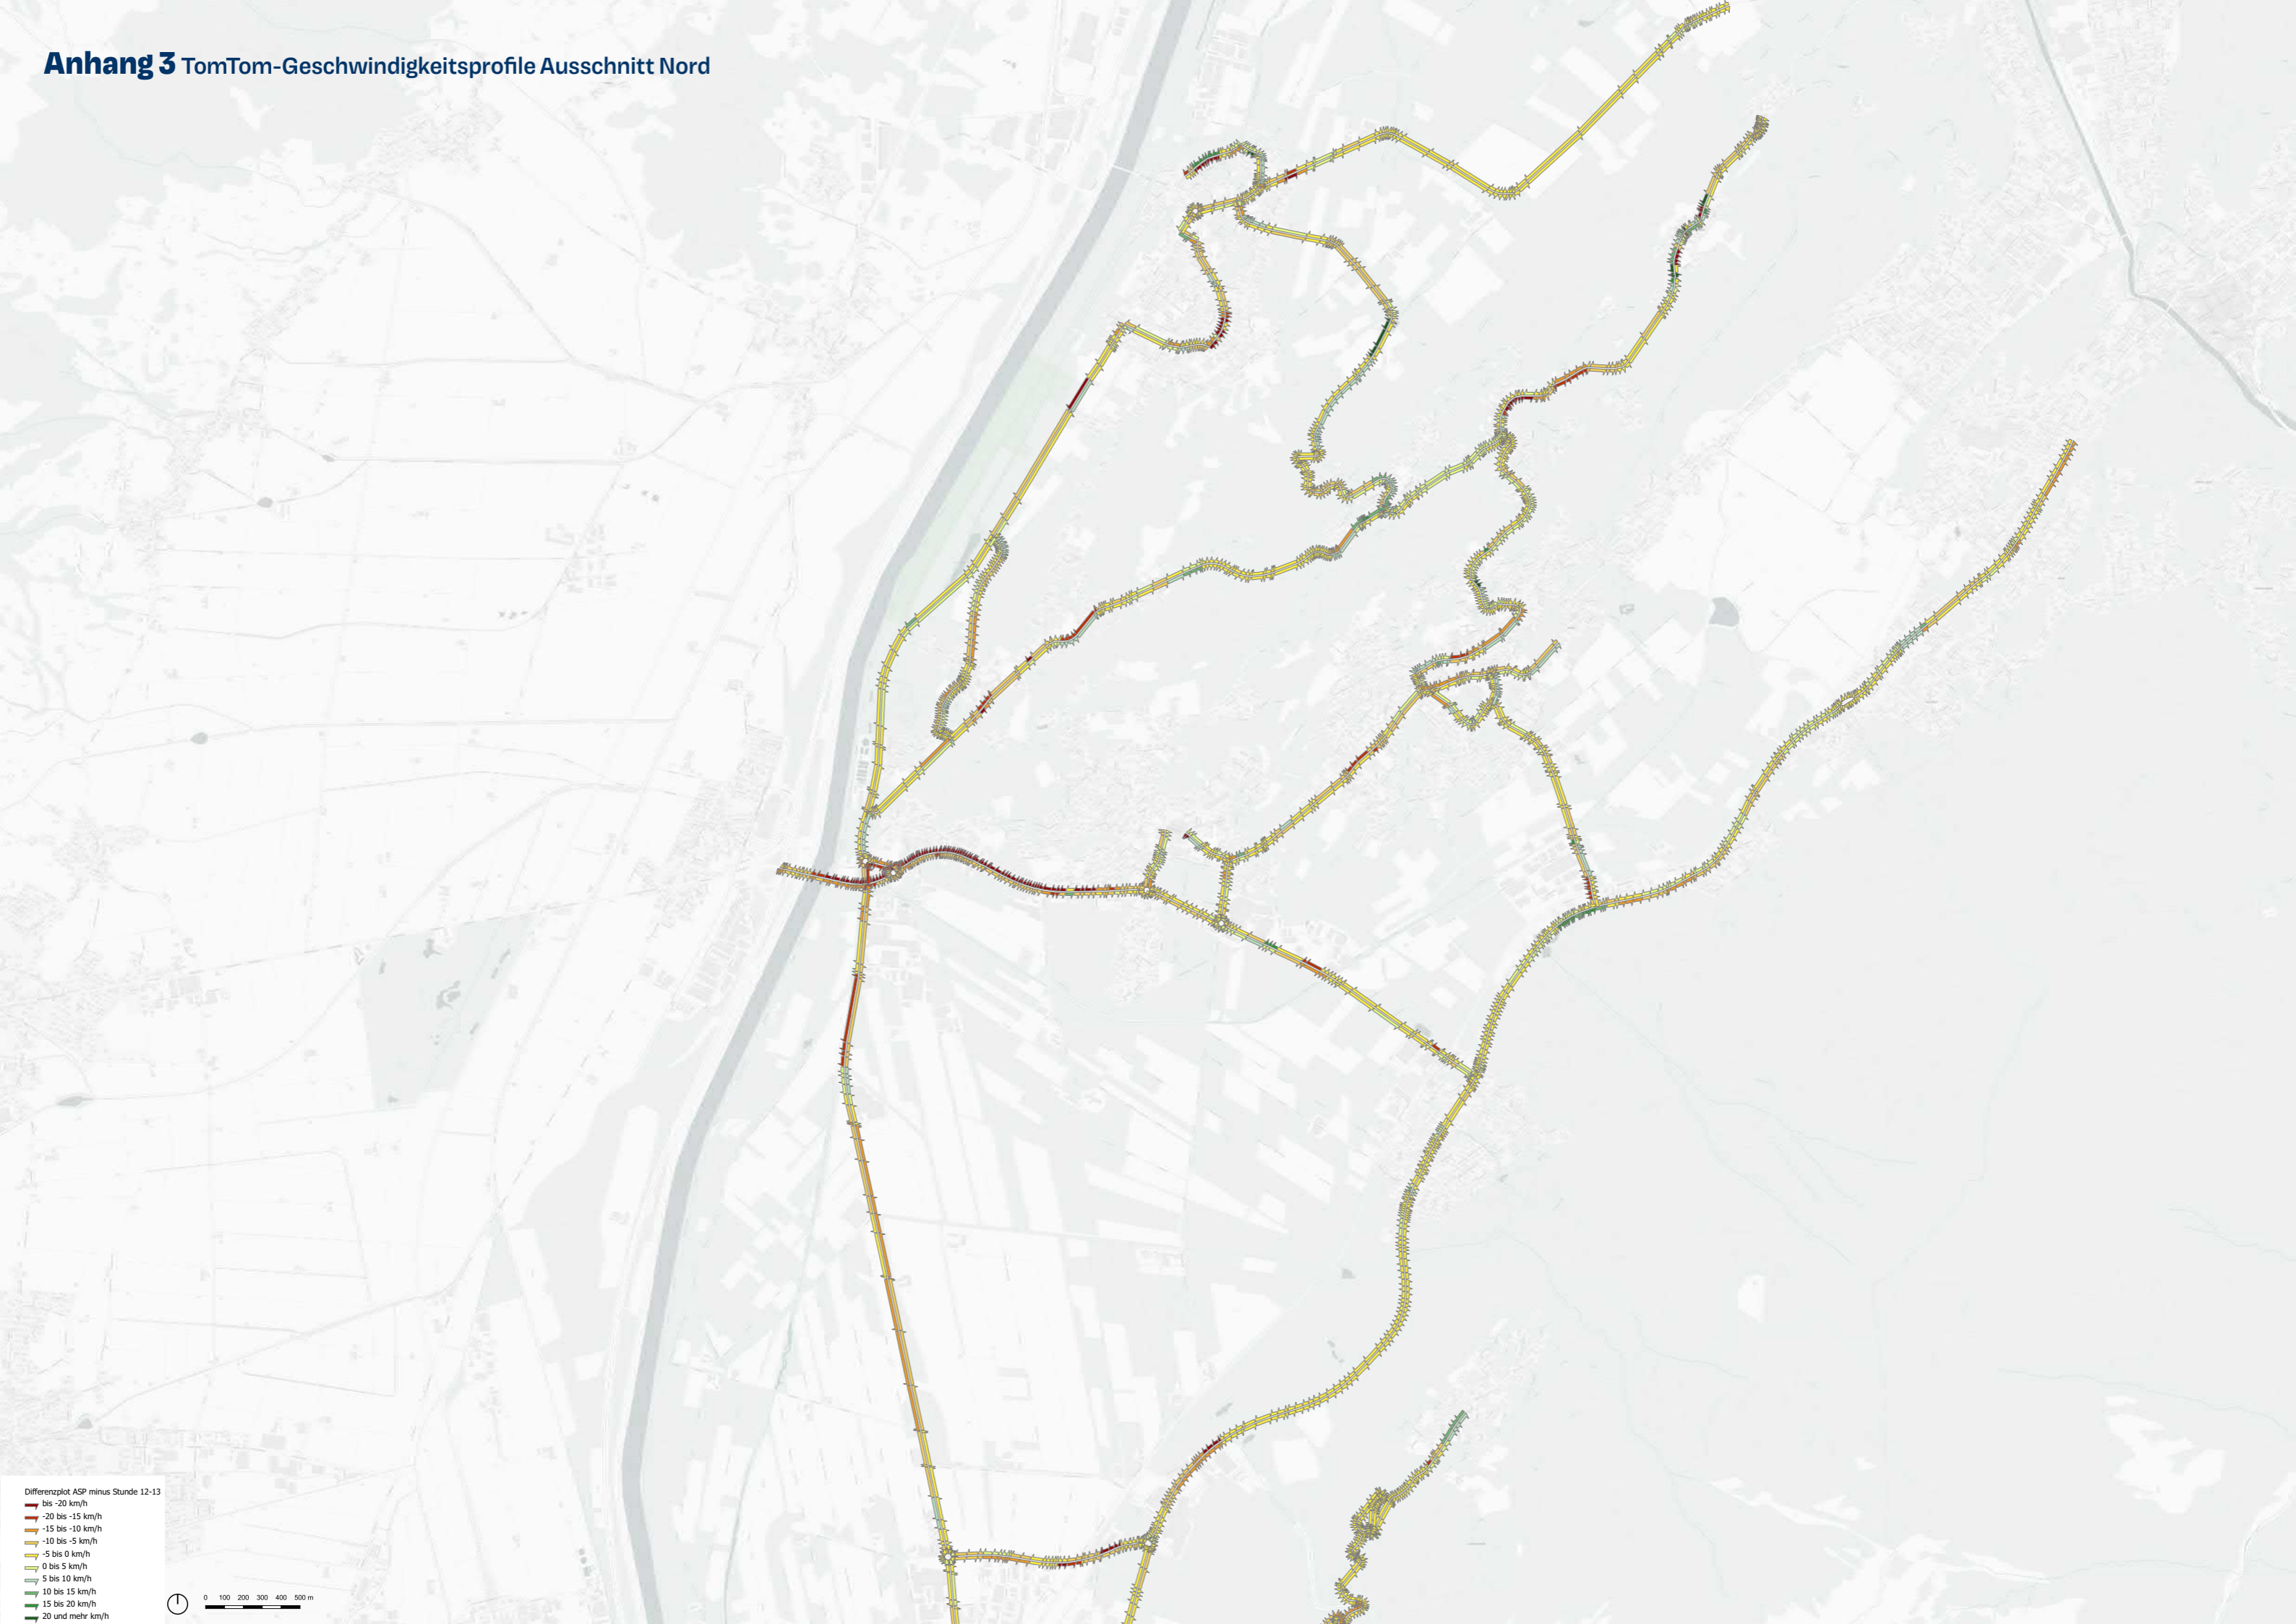 Anhang 3 TomTom-Geschwindigkeitsprofile Ausschnitt Nord
Differenzplot ASP minus Stunde 12-13
bis -20 km/h
-20 bis -15 km/h
-15 bis -10 km/h
-10 bis -5 km/h
-5 bis 0 km/h
0 bis 5 km/h
5 bis 10 km/h
10 bis 15 km/h
15 bis 20 km/h
20 und mehr km/h
0 100 200 300 400 500 m